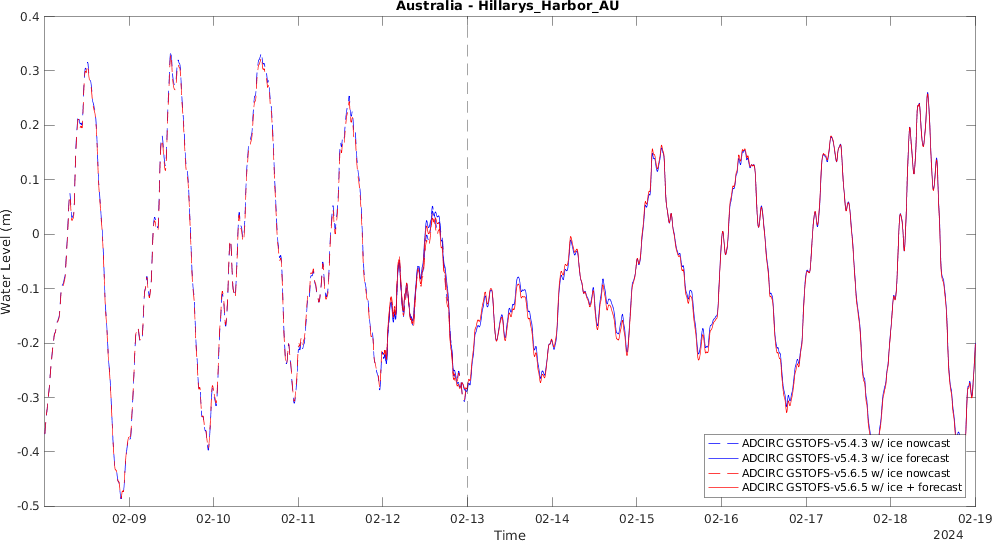 Australia - Hillarys_Harbor_AU
0.4
0.3
0.2
0.1
0
-0.1
-0.2
-0.3
-0.4
-0.5
Water Level (m)
ADCIRC GSTOFS-v5.4.3 w/ ice nowcast
ADCIRC GSTOFS-v5.4.3 w/ ice forecast
ADCIRC GSTOFS-v5.6.5 w/ ice nowcast
ADCIRC GSTOFS-v5.6.5 w/ ice + forecast
02-09 02-10 02-11 02-12 02-13 02-14 02-15 02-16 02-17 02-18 02-19
Time
2024